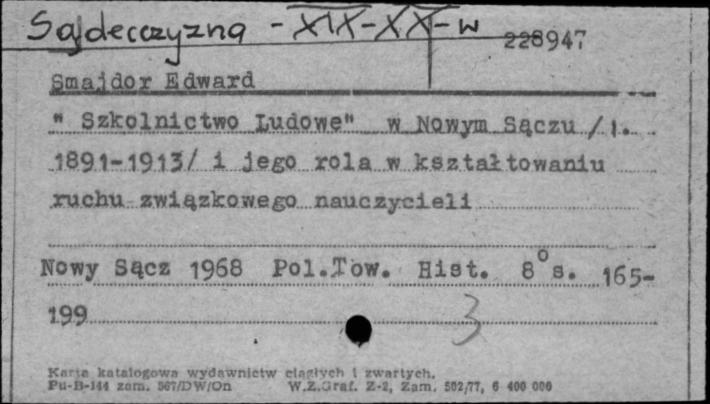 Sądecczyzna - XIX-XX-w
228947
Smajdor Edward
" Szkolnictwo Ludowe" w Nowym Sączu /l.
1891-1913/ i jego rola w kształtowaniu
ruchu związkowego nauczycieli
Nowy Sącz 1968 Pol.Tow. Hist. 8° s. 165-
199
3
Karta katalogowa wydawnictw ciągłych i zwartych.
Pu-B-144 zam. 567/DW/On W.Z.Graf. Z-2, Zam. 502/77, 6 400 000